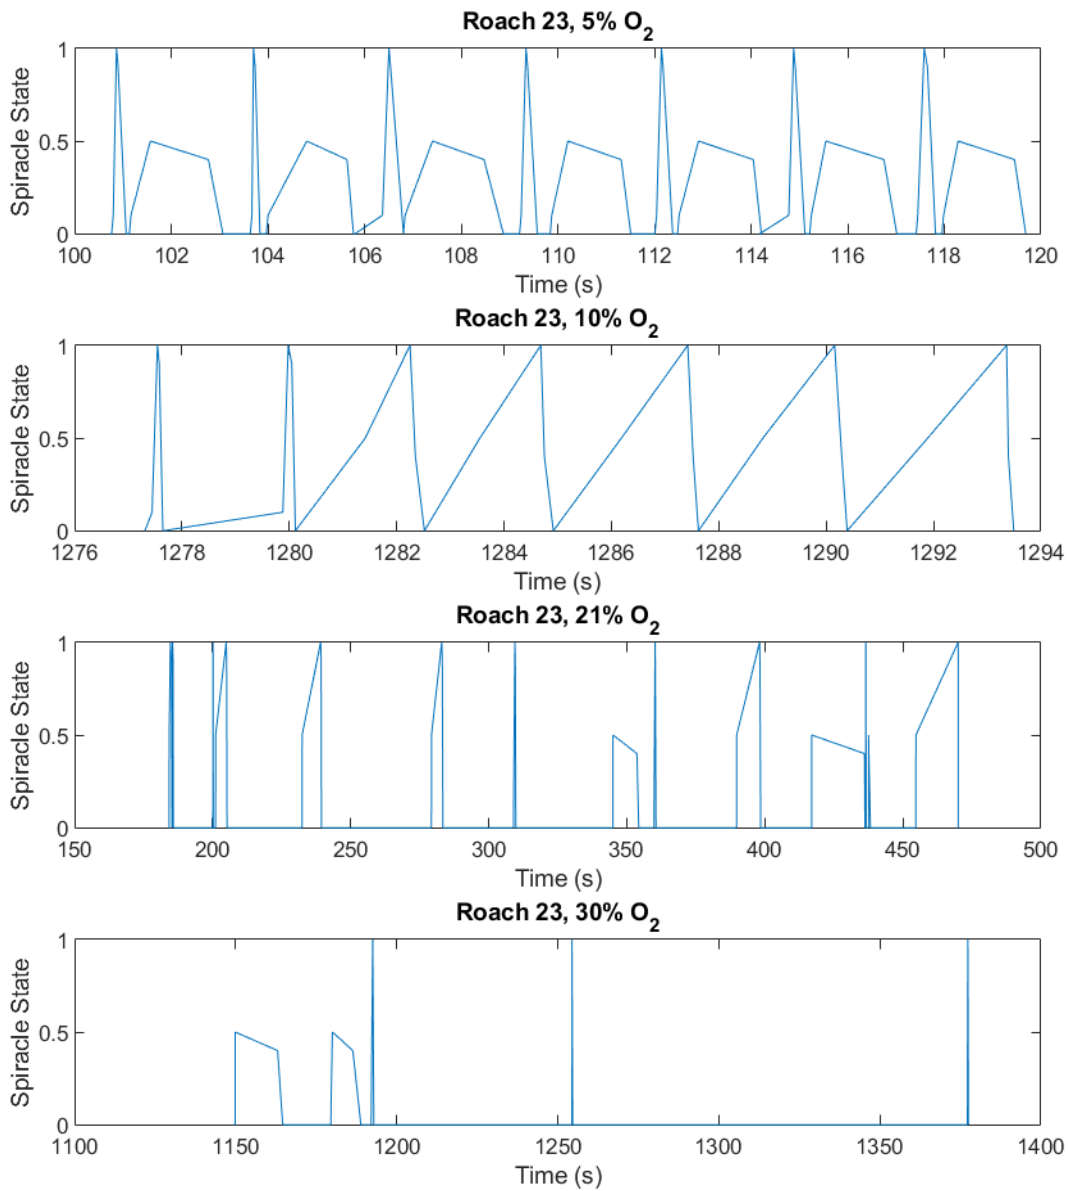 Roach 23, 5% O2
1
0.5
0
Spiracle State
100 102 104 106 108 110 112 114 116 118 120
Time (s)
Roach 23, 10% O2
1
0.5
0
Spiracle State
1276 1278 1280 1282 1284 1286 1288 1290 1292 1294
Time (s)
Roach 23, 21% O2
1
0.5
0
Spiracle State
150 200 250 300 350 400 450 500
Time (s)
Roach 23, 30% O2
1
0.5
0
Spiracle State
1100 1150 1200 1250 1300 1350 1400
Time (s)